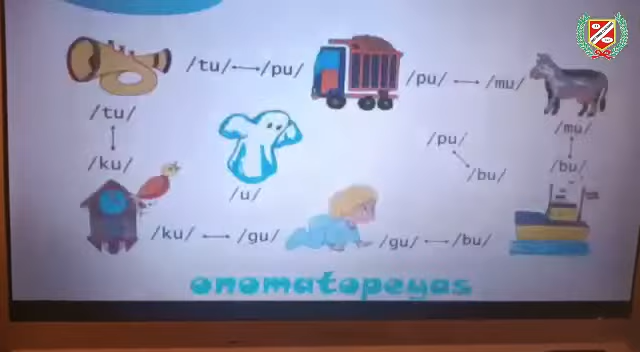 /tu/ ⟷ /pu/
/pu/ ⟷ /mu/
/tu/
/mu/
/pu/
/ku/
/bu/
/bu/
/u/
/ku/ ⟷ /gu/
/gu/ ⟷ /bu/
onomatopeyas